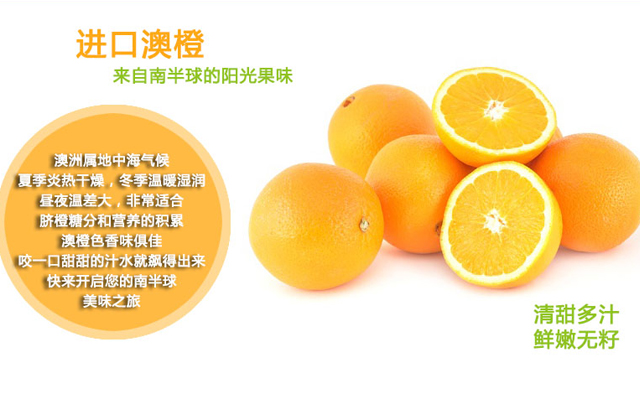 进口澳橙
来自南半球的阳光果味
澳洲属地中海气候
夏季炎热干燥，冬季温暖湿润
昼夜温差大，非常适合
脐橙糖分和营养的积累
澳橙色香味俱佳
咬一口甜甜的汁水就飙得出来
快来开启您的南半球
美味之旅
清甜多汁
鲜嫩无籽